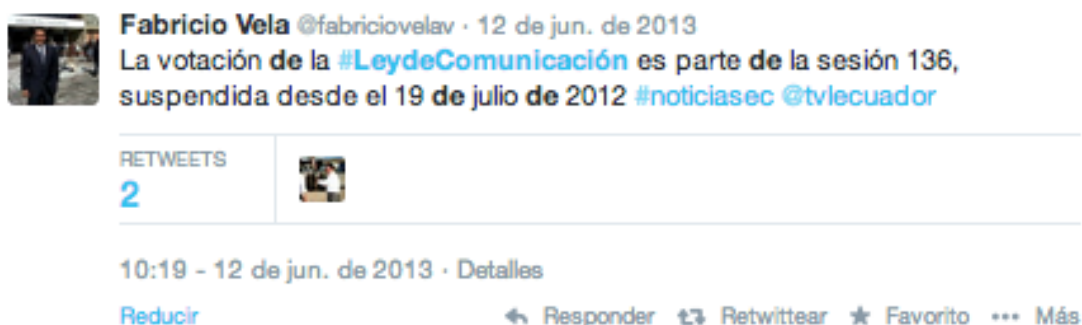 Fabricio Vela @fabriciovelav · 12 de jun. de 2013
La votación de la #LeydeComunicación es parte de la sesión 136,
suspendida desde el 19 de julio de 2012 #noticiasec @tvlecuador
RETWEETS
2
10:19 - 12 de jun. de 2013 · Detalles
Reducir Responder Retwittear Favorito Más